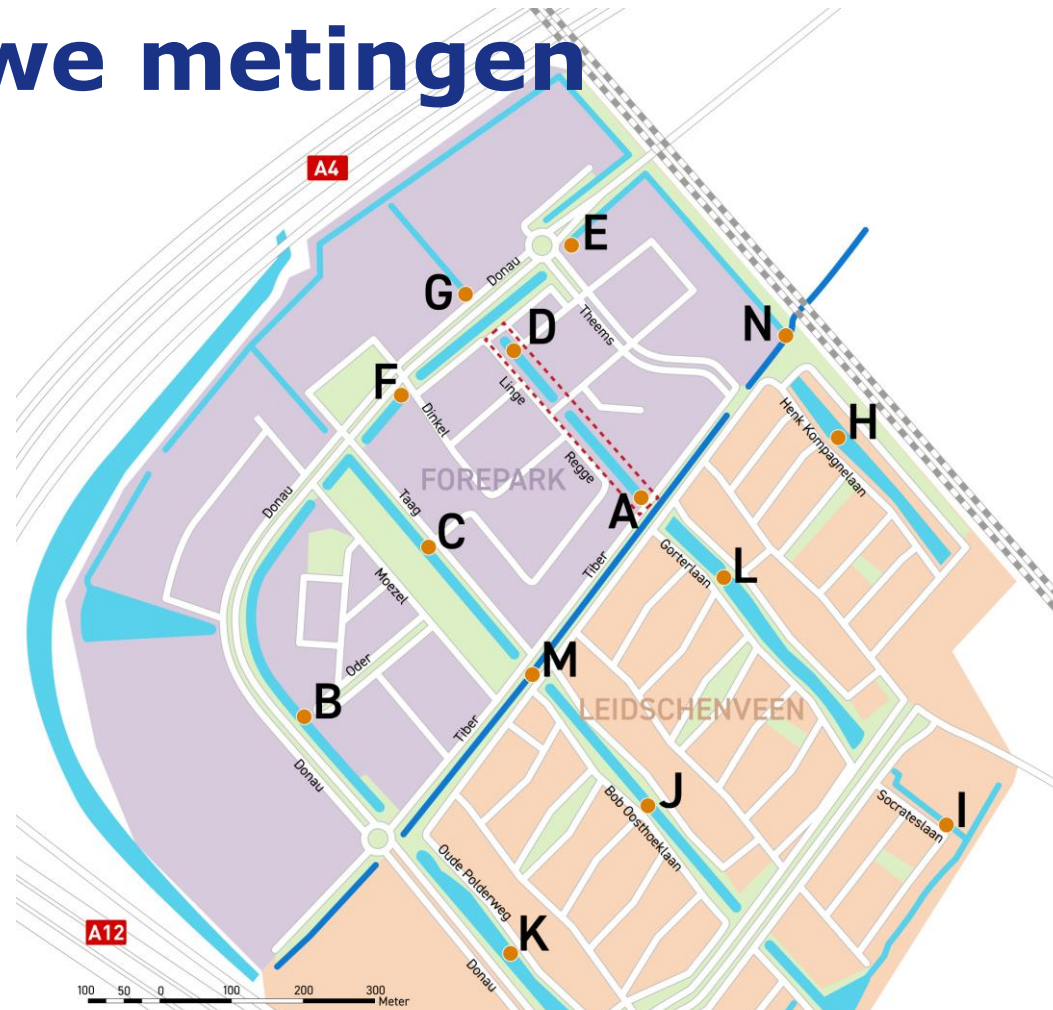 we metingen
A4
E
Donau
G
N
D
Theems
F
Linge
Dinkel
H
Henk Kompagnelaan
Regge
FOREPARK
Donau
Taag
A
C
Tiber
Gorterlaan
L
Moezel
M
Oder
B
LEIDSCHENVEEN
Tiber
Donau
J
Bob Oosthoeklaan
I
Socrateslaan
Oude Polderweg
K
A12
Donau
100 50 0 100 200 300
Meter